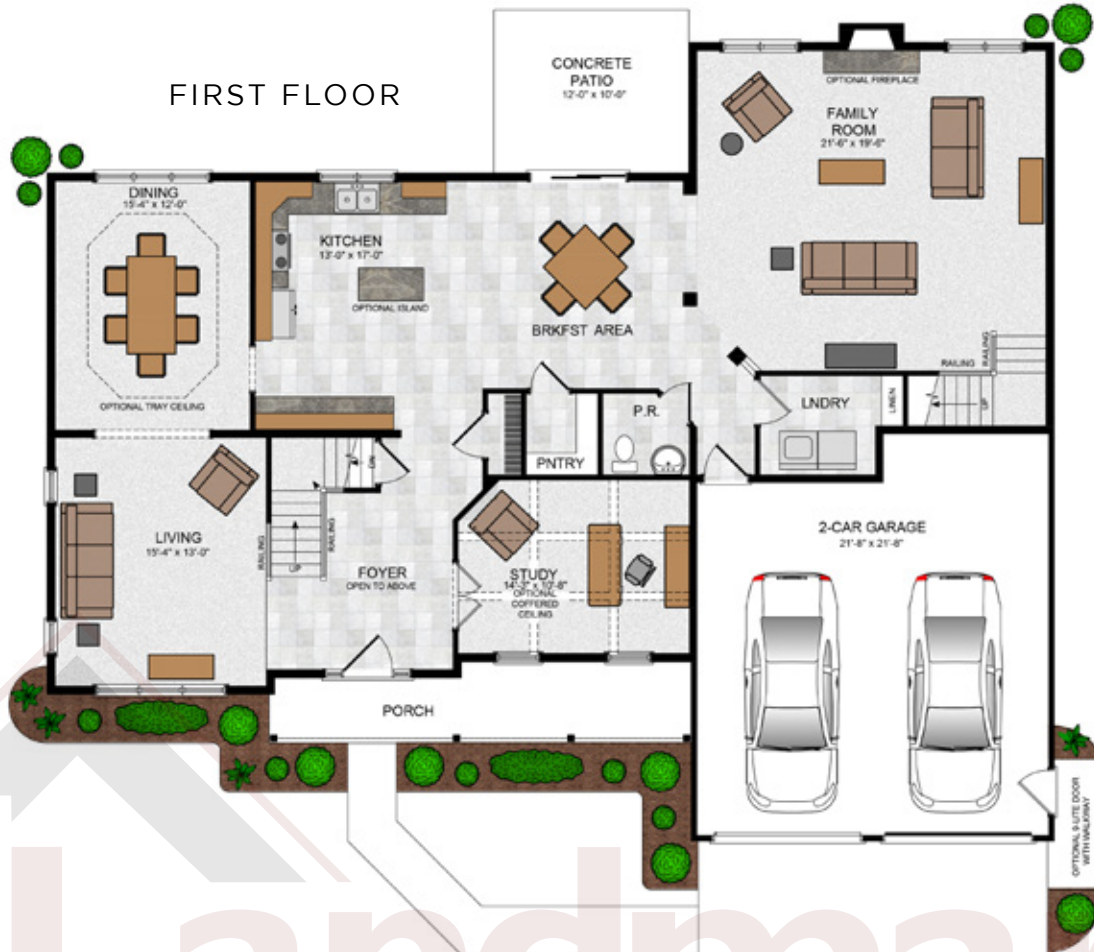 FIRST FLOOR
CONCRETE
PATIO
12'-0" x 10'-0"
OPTIONAL FIREPLACE
FAMILY
ROOM
21'-6" x 19'-6"
DINING
15'-4" x 12'-0"
OPTIONAL TRAY CEILING
KITCHEN
13'-0" x 17'-0"
OPTIONAL ISLAND
BRKFST AREA
RAILING
RAILING
UP
LINEN
LNDRY
P.R.
PNTRY
DN
LIVING
15'-4" x 13'-0"
RAILING
RAILING
UP
FOYER
OPEN TO ABOVE
STUDY
14'-3" x 10'-8"
OPTIONAL
COFFERED
CEILING
2-CAR GARAGE
21'-8" x 21'-8"
PORCH
OPTIONAL 9-LITE DOOR
WITH WALKWAY
Landmar